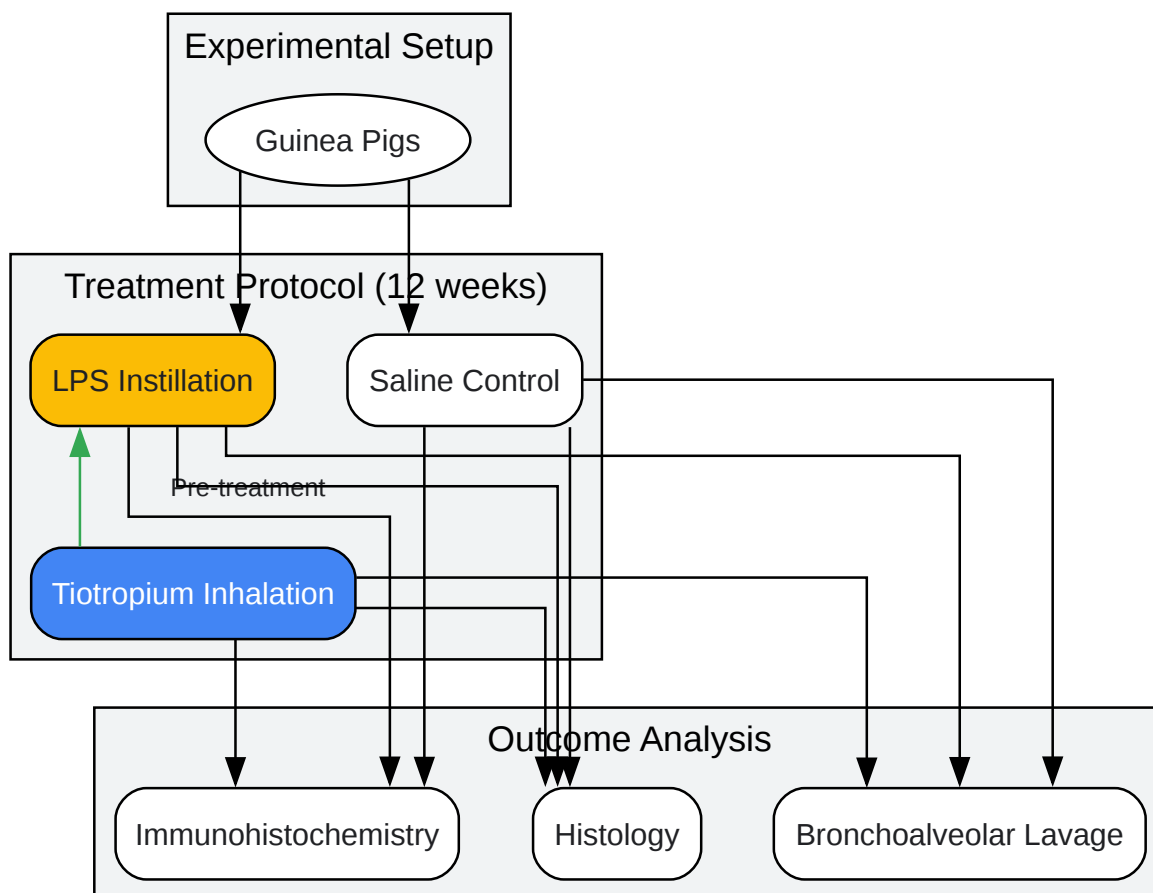 Experimental Setup
Guinea Pigs
Treatment Protocol (12 weeks)
LPS Instillation
Saline Control
Pre-treatment
Tiotropium Inhalation
Outcome Analysis
Immunohistochemistry
Histology
Bronchoalveolar Lavage